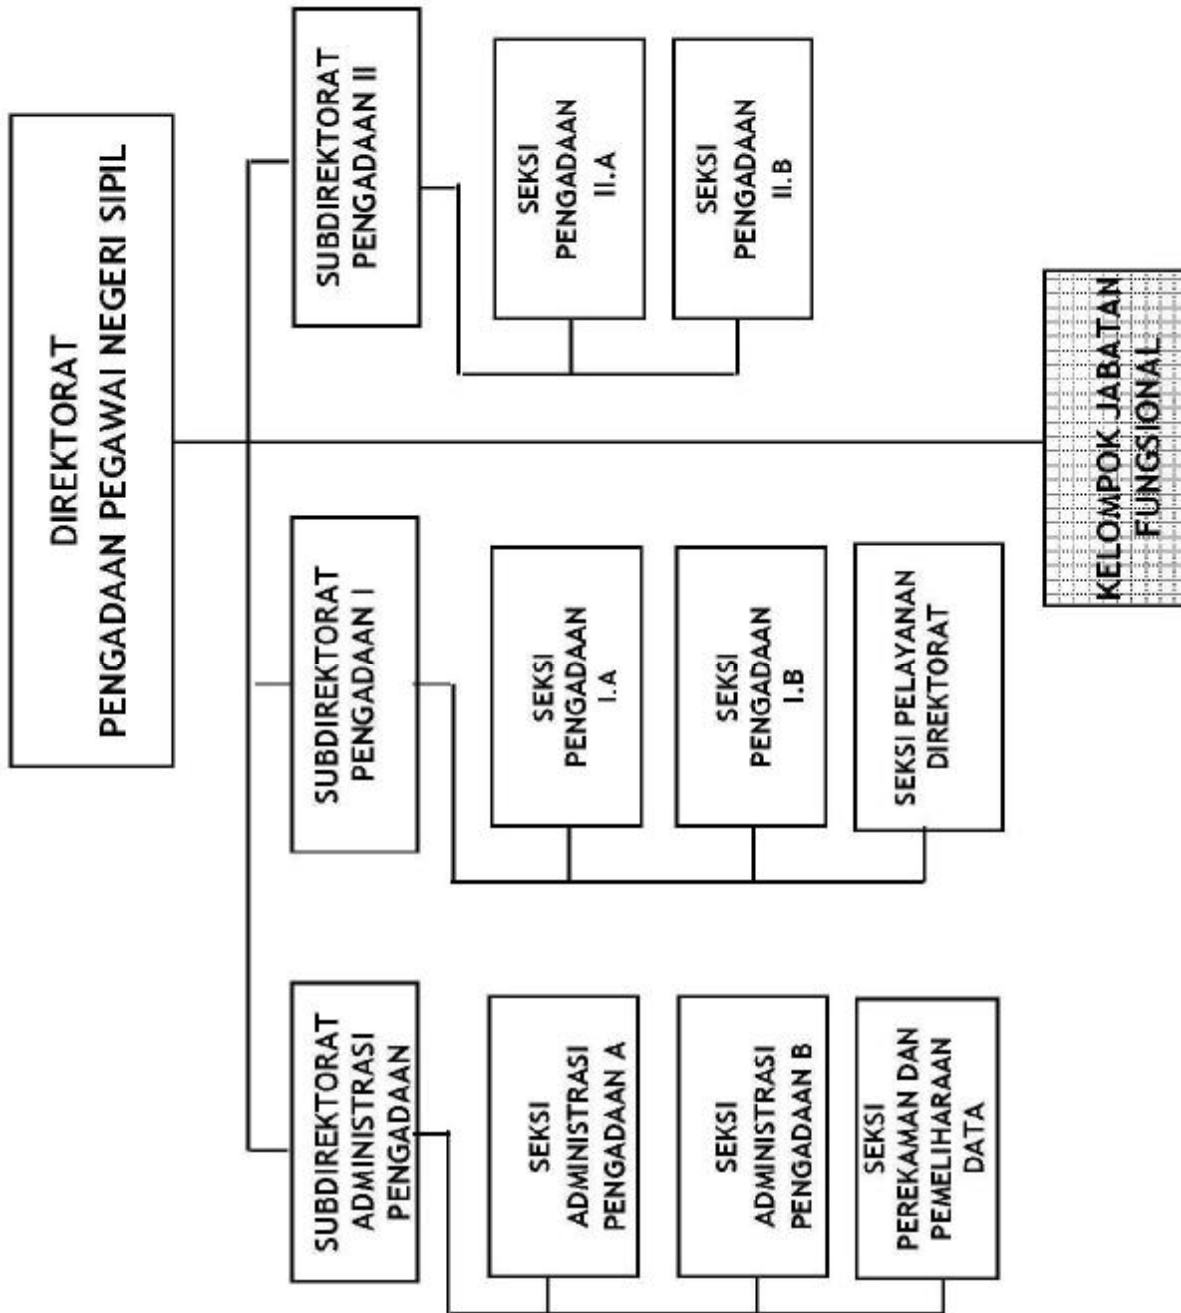 DIREKTORAT
PENGADAAN PEGAWAI NEGERI SIPIL
SUBDIREKTORAT
ADMINISTRASI
PENGADAAN
SUBDIREKTORAT
PENGADAAN I
SUBDIREKTORAT
PENGADAAN II
SEKSI
ADMINISTRASI
PENGADAAN A
SEKSI
PENGADAAN
I.A
SEKSI
PENGADAAN
II.A
SEKSI
ADMINISTRASI
PENGADAAN B
SEKSI
PENGADAAN
I.B
SEKSI
PENGADAAN
II.B
SEKSI
PEREKAMAN DAN
PEMELIHARAAN
DATA
SEKSI PELAYANAN
DIREKTORAT
KELOMPOK JABATAN
FUNGSIONAL